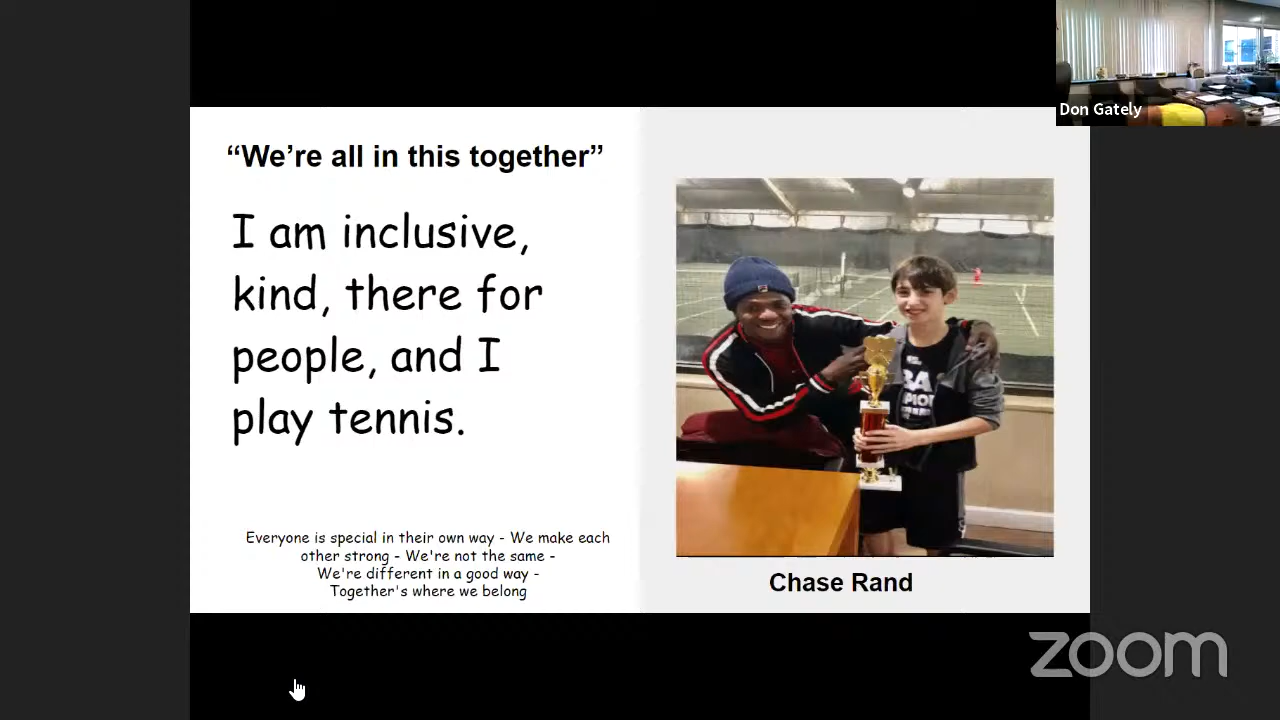 Don Gately
“We’re all in this together”
I am inclusive,
kind, there for
people, and I
play tennis.
Everyone is special in their own way - We make each
other strong - We're not the same -
We're different in a good way -
Together's where we belong
Chase Rand
zoom